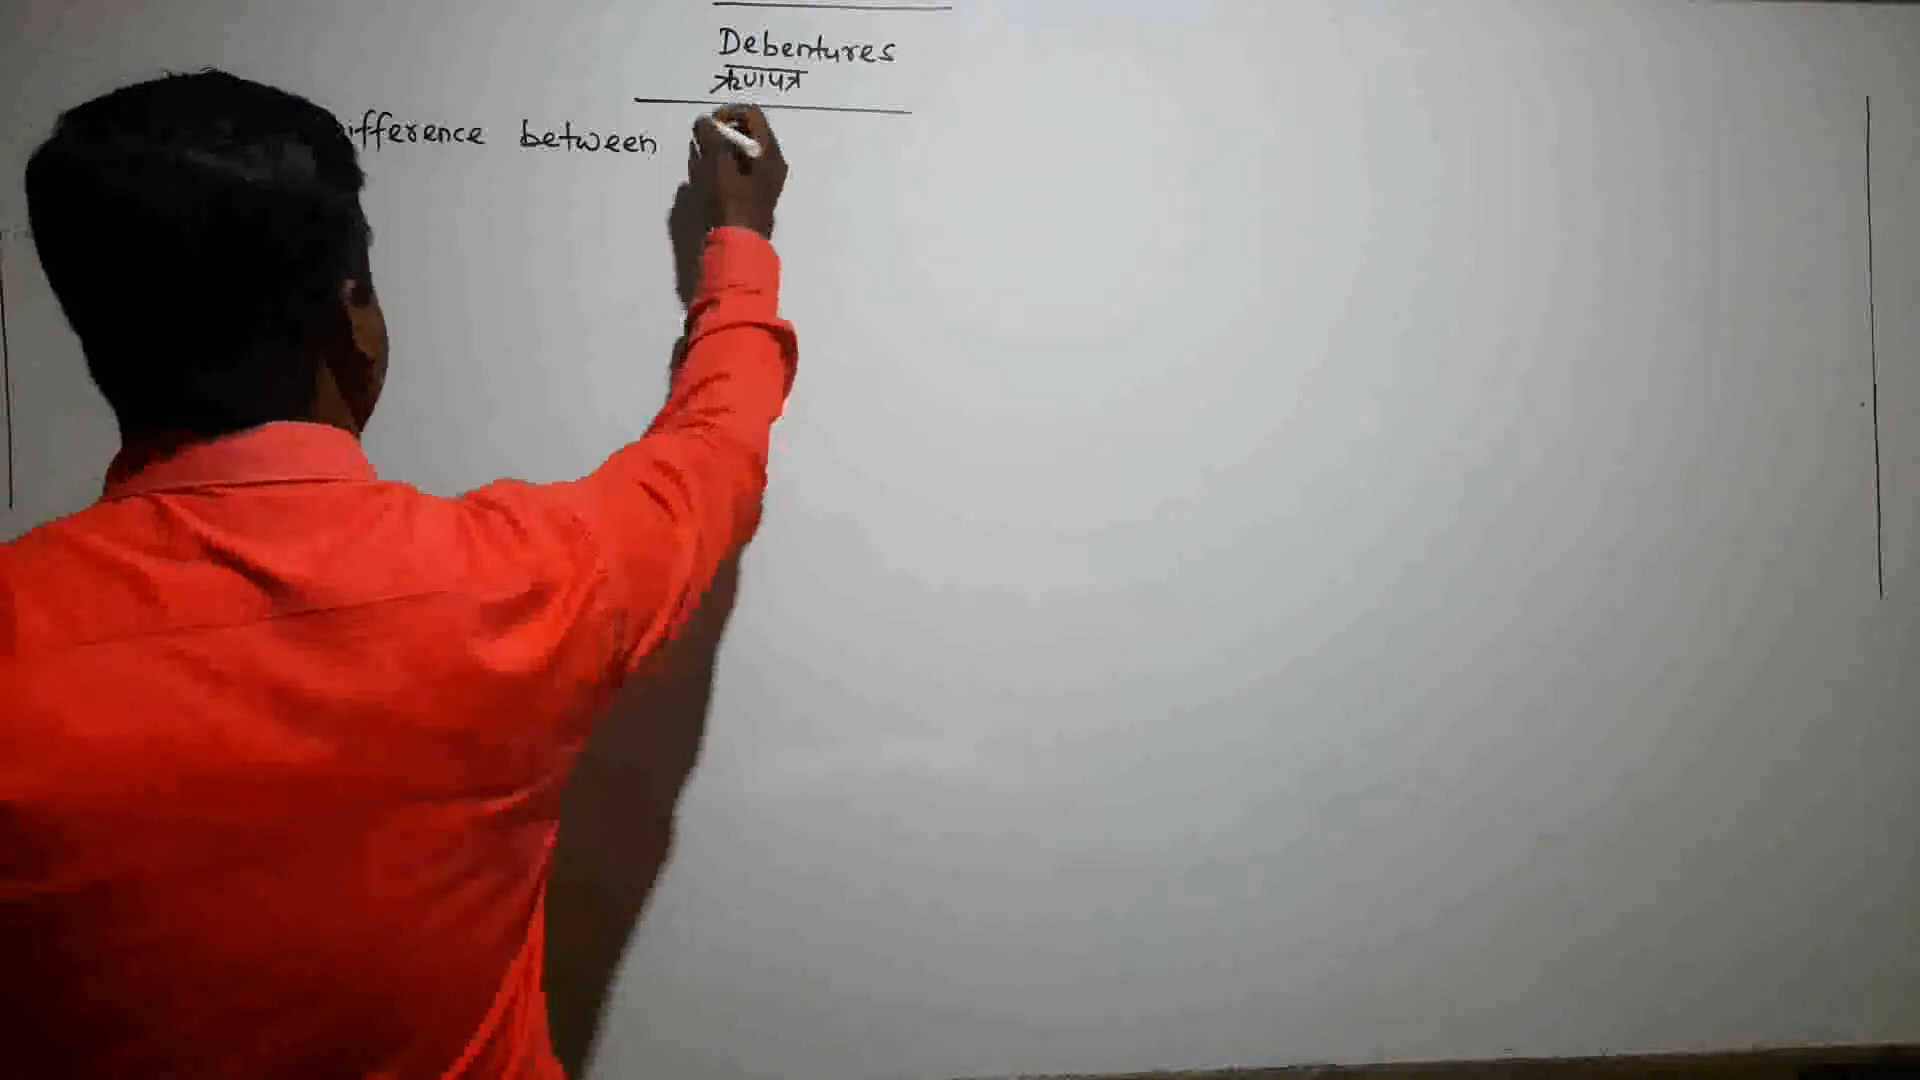 Debentures
ऋणपत्र
ifference between